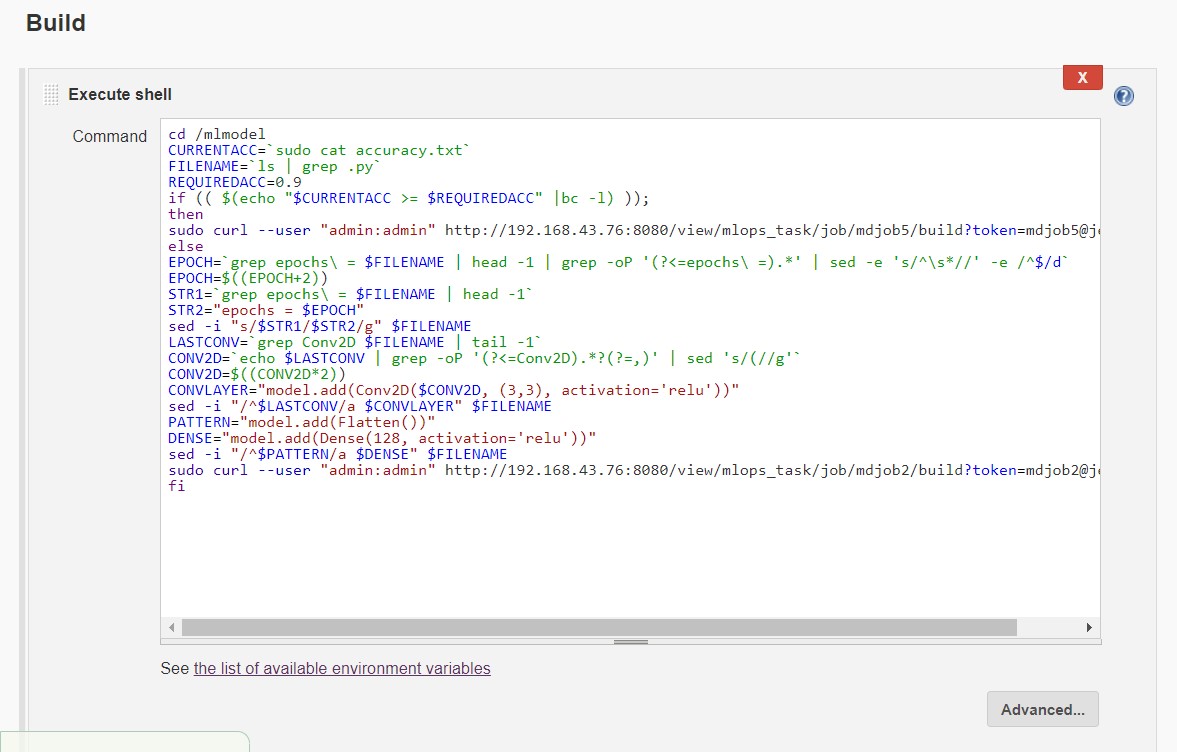 Build
X
Execute shell
?
Command
cd /mlmodel
CURRENTACC=`sudo cat accuracy.txt`
FILENAME=`ls | grep .py`
REQUIREDACC=0.9
if (( $(echo "$CURRENTACC >= $REQUIREDACC" |bc -l) ));
then
sudo curl --user "admin:admin" http://192.168.43.76:8080/view/mlops_task/job/mdjob5/build?token=mdjob5@j
else
EPOCH=`grep epochs\ = $FILENAME | head -1 | grep -oP '(?<=epochs\ =).*' | sed -e 's/^\s*//' -e /^$/d`
EPOCH=$((EPOCH+2))
STR1=`grep epochs\ = $FILENAME | head -1`
STR2="epochs = $EPOCH"
sed -i "s/$STR1/$STR2/g" $FILENAME
LASTCONV=`grep Conv2D $FILENAME | tail -1`
CONV2D=`echo $LASTCONV | grep -oP '(?<=Conv2D).*?(?=,)' | sed 's/(//g'`
CONV2D=$((CONV2D*2))
CONVLAYER="model.add(Conv2D($CONV2D, (3,3), activation='relu'))"
sed -i "/^$LASTCONV/a $CONVLAYER" $FILENAME
PATTERN="model.add(Flatten())"
DENSE="model.add(Dense(128, activation='relu'))"
sed -i "/^$PATTERN/a $DENSE" $FILENAME
sudo curl --user "admin:admin" http://192.168.43.76:8080/view/mlops_task/job/mdjob2/build?token=mdjob2@j
fi
See the list of available environment variables
Advanced...